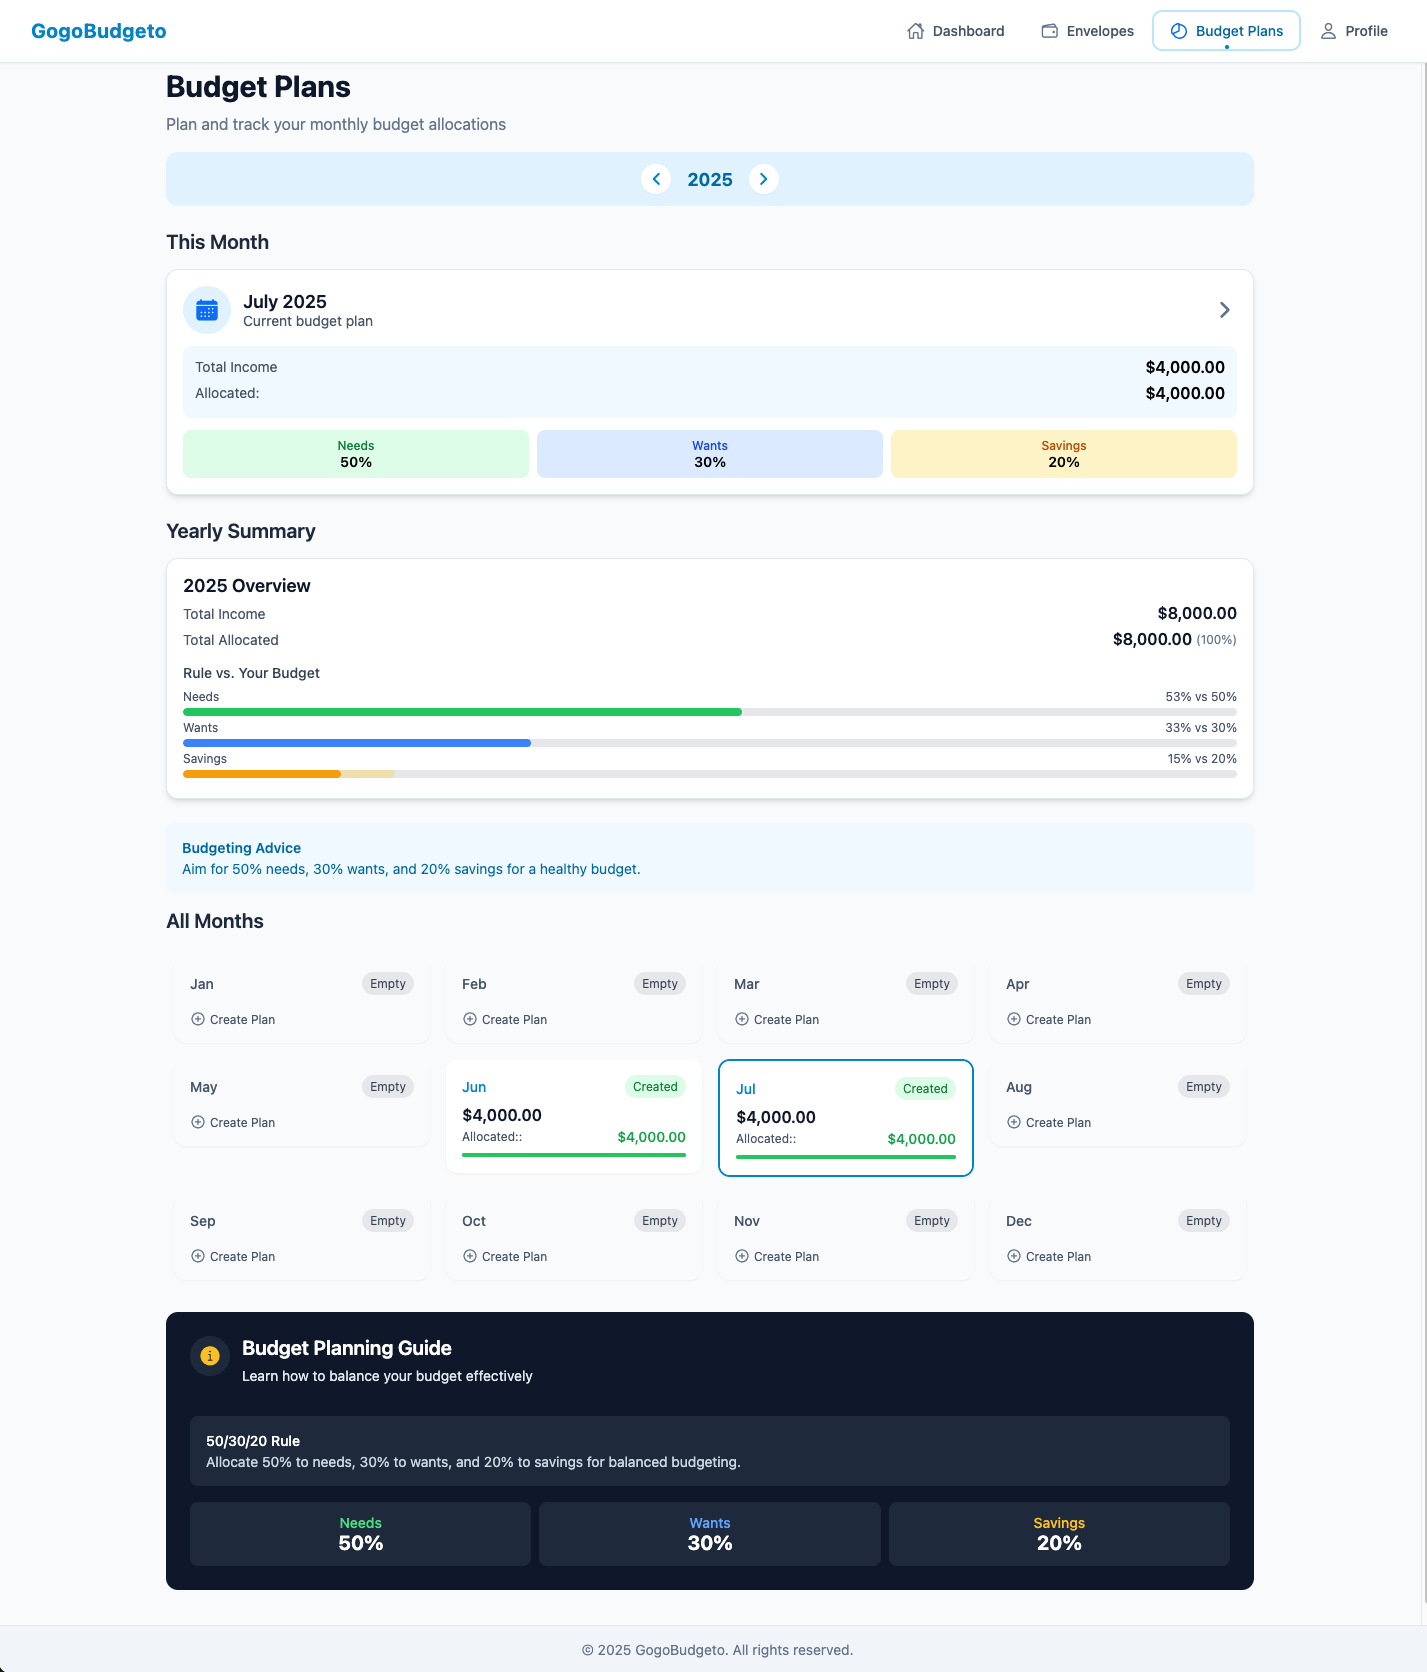 GogoBudgeto
Dashboard
Envelopes
Budget Plans
Profile
Budget Plans
Plan and track your monthly budget allocations
2025
This Month
July 2025
Current budget plan
Total Income $4,000.00
Allocated: $4,000.00
Needs
50%
Wants
30%
Savings
20%
Yearly Summary
2025 Overview
Total Income $8,000.00
Total Allocated $8,000.00 (100%)
Rule vs. Your Budget
Needs 53% vs 50%
Wants 33% vs 30%
Savings 15% vs 20%
Budgeting Advice
Aim for 50% needs, 30% wants, and 20% savings for a healthy budget.
All Months
Jan Empty
Create Plan
Feb Empty
Create Plan
Mar Empty
Create Plan
Apr Empty
Create Plan
May Empty
Create Plan
Jun Created
$4,000.00
Allocated:: $4,000.00
Jul Created
$4,000.00
Allocated:: $4,000.00
Aug Empty
Create Plan
Sep Empty
Create Plan
Oct Empty
Create Plan
Nov Empty
Create Plan
Dec Empty
Create Plan
Budget Planning Guide
Learn how to balance your budget effectively
50/30/20 Rule
Allocate 50% to needs, 30% to wants, and 20% to savings for balanced budgeting.
Needs
50%
Wants
30%
Savings
20%
© 2025 GogoBudgeto. All rights reserved.